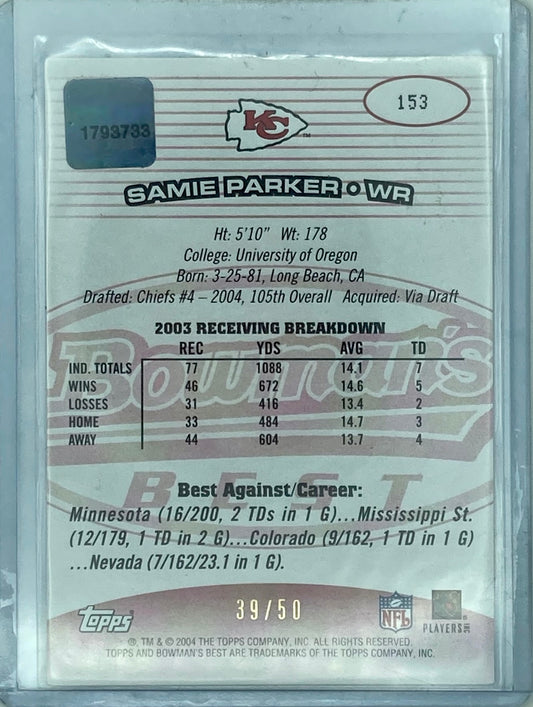 1793733
KC
TM
153
SAMIE PARKER • WR
Ht: 5'10" Wt: 178
College: University of Oregon
Born: 3-25-81, Long Beach, CA
Drafted: Chiefs #4 – 2004, 105th Overall Acquired: Via Draft
2003 RECEIVING BREAKDOWN
REC YDS AVG TD
IND. TOTALS 77 1088 14.1 7
WINS 46 672 14.6 5
LOSSES 31 416 13.4 2
HOME 33 484 14.7 3
AWAY 44 604 13.7 4
Bowman's
BEST
Best Against/Career:
Minnesota (16/200, 2 TDs in 1 G)...Mississippi St.
(12/179, 1 TD in 2 G)...Colorado (9/162, 1 TD in 1 G)
...Nevada (7/162/23.1 in 1 G).
Topps
39/50
NFL
PLAYERS
®, TM & © 2004 THE TOPPS COMPANY, INC. ALL RIGHTS RESERVED.
TOPPS AND BOWMAN'S BEST ARE TRADEMARKS OF THE TOPPS COMPANY, INC.